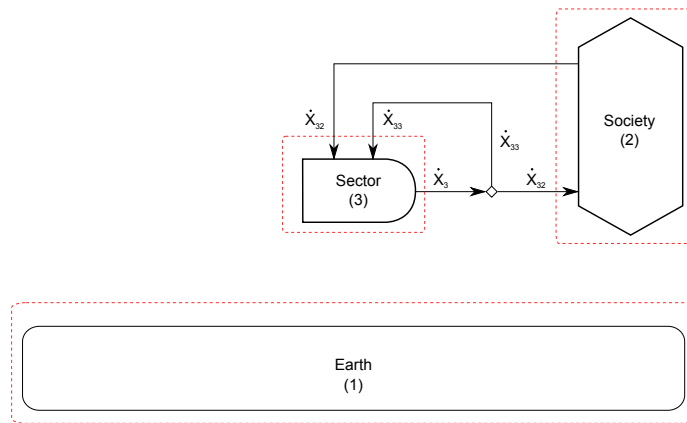 Ẋ₃₂
Ẋ₃₃
Society
(2)
Ẋ₃₃
Sector
(3)
Ẋ₃
Ẋ₃₂
Earth
(1)